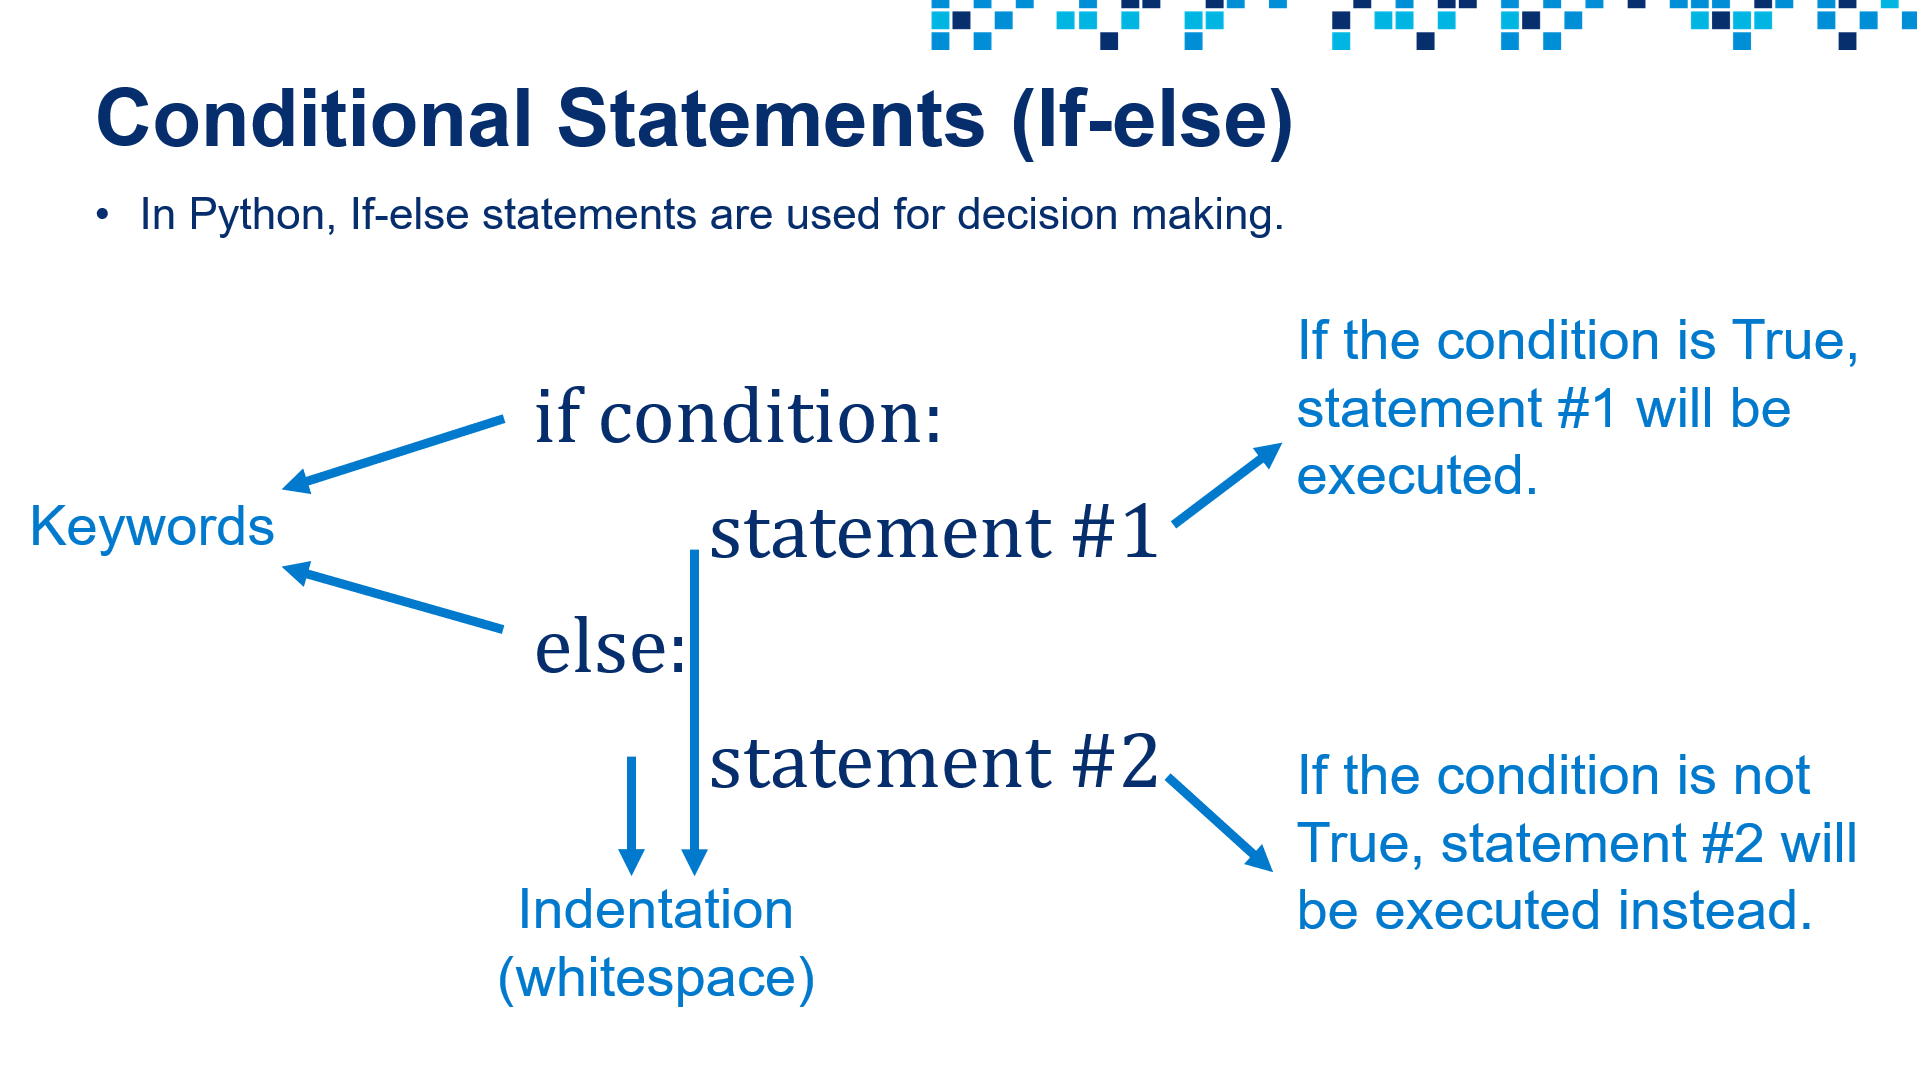 Conditional Statements (If-else)
• In Python, If-else statements are used for decision making.
if condition:
statement #1
else:
statement #2
Keywords
Indentation
(whitespace)
If the condition is True,
statement #1 will be
executed.
If the condition is not
True, statement #2 will
be executed instead.